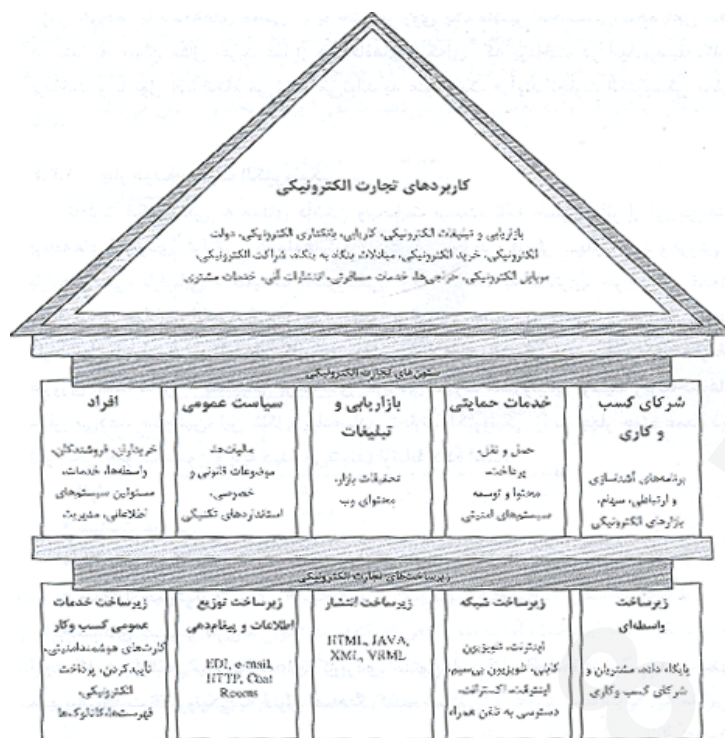 کاربردهای تجارت الکترونیکی
بازاریابی و تبلیغات الکترونیکی، کاریابی، بانکداری الکترونیکی، دولت
الکترونیکی، خرید الکترونیکی، مبادلات بنگاه به بنگاه، شراکت الکترونیکی،
موبایل الکترونیکی، حراجی‌ها، خدمات مسافرتی، انتشارات آنی، خدمات مشتری
ستون‌های تجارت الکترونیکی
شرکای کسب
و کاری
برنامه‌های آشناسازی
و ارتباطی، سهام،
بازارهای الکترونیکی
خدمات حمایتی
حمل و نقل،
پرداخت،
محتوا و توسعه
سیستم‌های امنیتی
بازاریابی و
تبلیغات
تحقیقات بازار،
محتوای وب
سیاست عمومی
مالیات‌ها،
موضوعات قانونی و
خصوصی،
استانداردهای تکنیکی
افراد
خریداران، فروشندگان،
واسطه‌ها، خدمات،
مسئولین سیستم‌های
اطلاعاتی، مدیریت
زیرساخت‌های تجارت الکترونیکی
زیرساخت
واسطه‌ای
پایگاه داده، مشتریان و
شرکای کسب وکاری
زیرساخت شبکه
اینترنت، تلویزیون
کابلی، تلویزیون بی‌سیم،
اینترانت، اکسترانت،
دسترسی به تلفن همراه
زیرساخت انتشار
HTML, JAVA,
XML, VRML
زیرساخت توزیع
اطلاعات و پیغام‌دهی
EDI, e-mail,
HTTP, Chat
Rooms
زیرساخت خدمات
عمومی کسب وکار
کارت‌های هوشمندامنیتی،
تأیید کردن، پرداخت
الکترونیکی،
فهرست‌ها، کاتالوگ‌ها